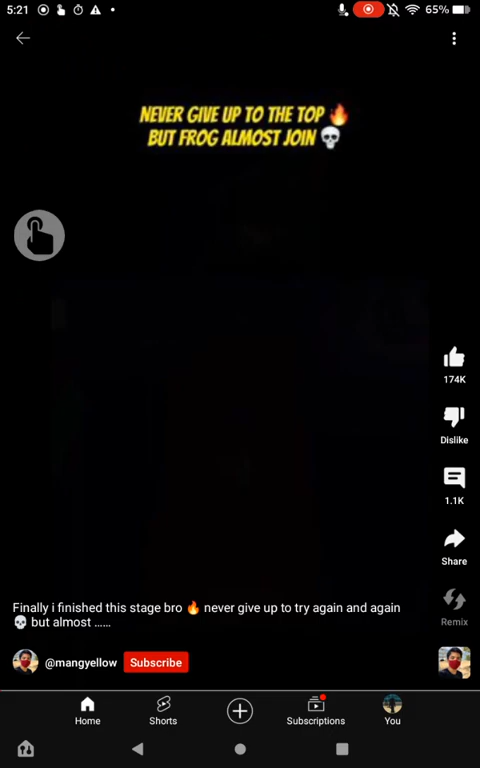 5:21
65%
NEVER GIVE UP TO THE TOP 🔥
BUT FROG ALMOST JOIN 💀
174K
Dislike
1.1K
Share
Remix
Finally i finished this stage bro 🔥 never give up to try again and again
💀 but almost ......
@mangyellow
Subscribe
Home
Shorts
Subscriptions
You